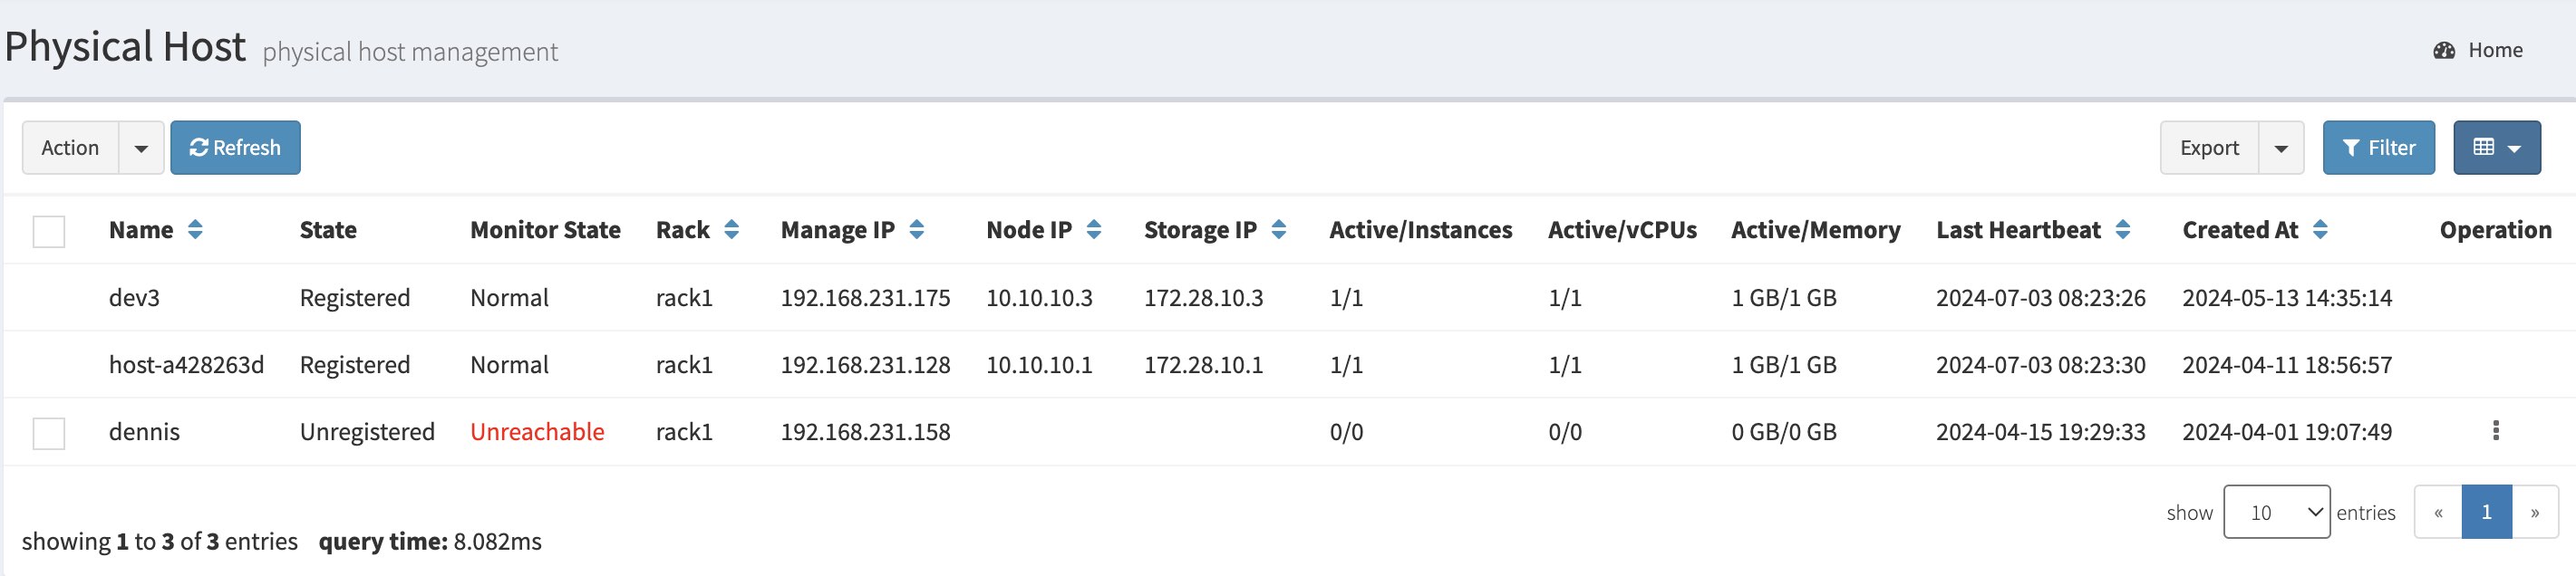 Physical Host physical host management Home
Action Refresh Export Filter
Name State Monitor State Rack Manage IP Node IP Storage IP Active/Instances Active/vCPUs Active/Memory Last Heartbeat Created At Operation
dev3 Registered Normal rack1 192.168.231.175 10.10.10.3 172.28.10.3 1/1 1/1 1 GB/1 GB 2024-07-03 08:23:26 2024-05-13 14:35:14
host-a428263d Registered Normal rack1 192.168.231.128 10.10.10.1 172.28.10.1 1/1 1/1 1 GB/1 GB 2024-07-03 08:23:30 2024-04-11 18:56:57
dennis Unregistered Unreachable rack1 192.168.231.158 0/0 0/0 0 GB/0 GB 2024-04-15 19:29:33 2024-04-01 19:07:49
show 10 entries « 1 »
showing 1 to 3 of 3 entries query time: 8.082ms